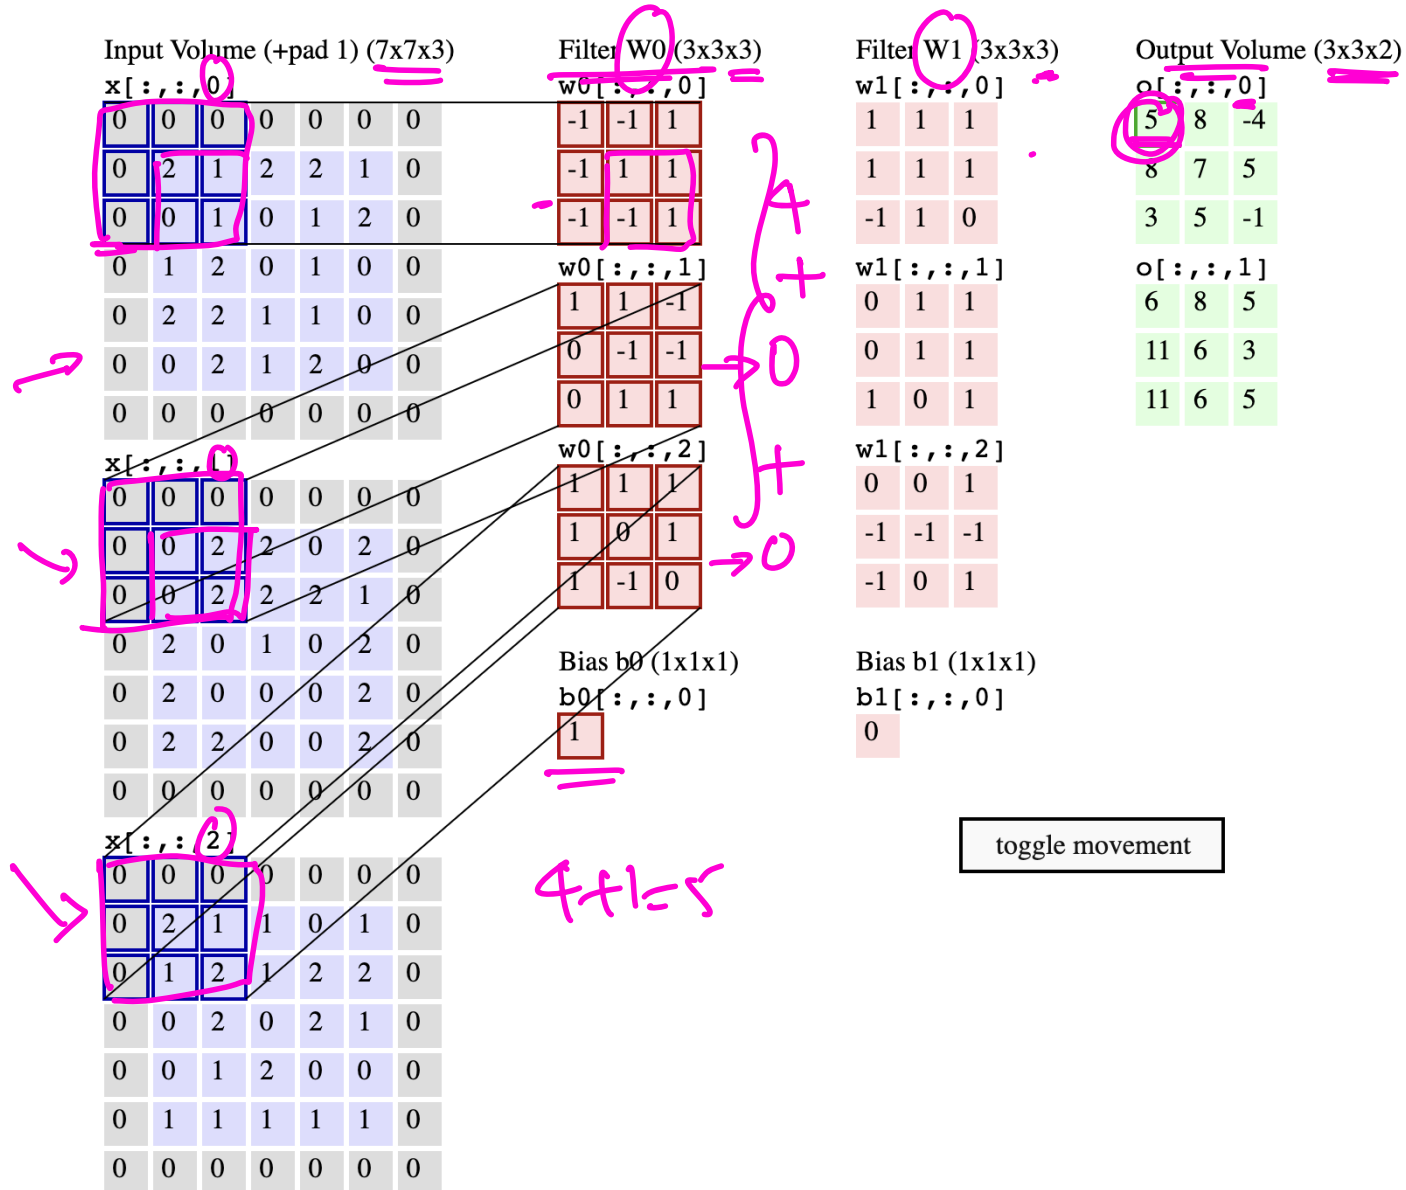 Input Volume (+pad 1) (7x7x3)
x[:,:,0]
0 0 0 0 0 0 0
0 2 1 2 2 1 0
0 0 1 0 1 2 0
0 1 2 0 1 0 0
0 2 2 1 1 0 0
0 0 2 1 2 0 0
0 0 0 0 0 0 0
x[:,:,1]
0 0 0 0 0 0 0
0 0 2 2 0 2 0
0 0 2 2 2 1 0
0 2 0 1 0 2 0
0 2 0 0 0 2 0
0 2 2 0 0 2 0
0 0 0 0 0 0 0
x[:,:,2]
0 0 0 0 0 0 0
0 2 1 1 0 1 0
0 1 2 1 2 2 0
0 0 2 0 2 1 0
0 0 1 2 0 0 0
0 1 1 1 1 1 0
0 0 0 0 0 0 0
Filter W0 (3x3x3)
w0[:,:,0]
-1 -1 1
-1 1 1
-1 -1 1
w0[:,:,1]
1 1 -1
0 -1 -1
0 1 1
w0[:,:,2]
1 1 1
1 0 1
1 -1 0
Bias b0 (1x1x1)
b0[:,:,0]
1
4+1=5
4
+
0
+
0
Filter W1 (3x3x3)
w1[:,:,0]
1 1 1
1 1 1
-1 1 0
w1[:,:,1]
0 1 1
0 1 1
1 0 1
w1[:,:,2]
0 0 1
-1 -1 -1
-1 0 1
Bias b1 (1x1x1)
b1[:,:,0]
0
Output Volume (3x3x2)
o[:,:,0]
5 8 -4
8 7 5
3 5 -1
o[:,:,1]
6 8 5
11 6 3
11 6 5
toggle movement